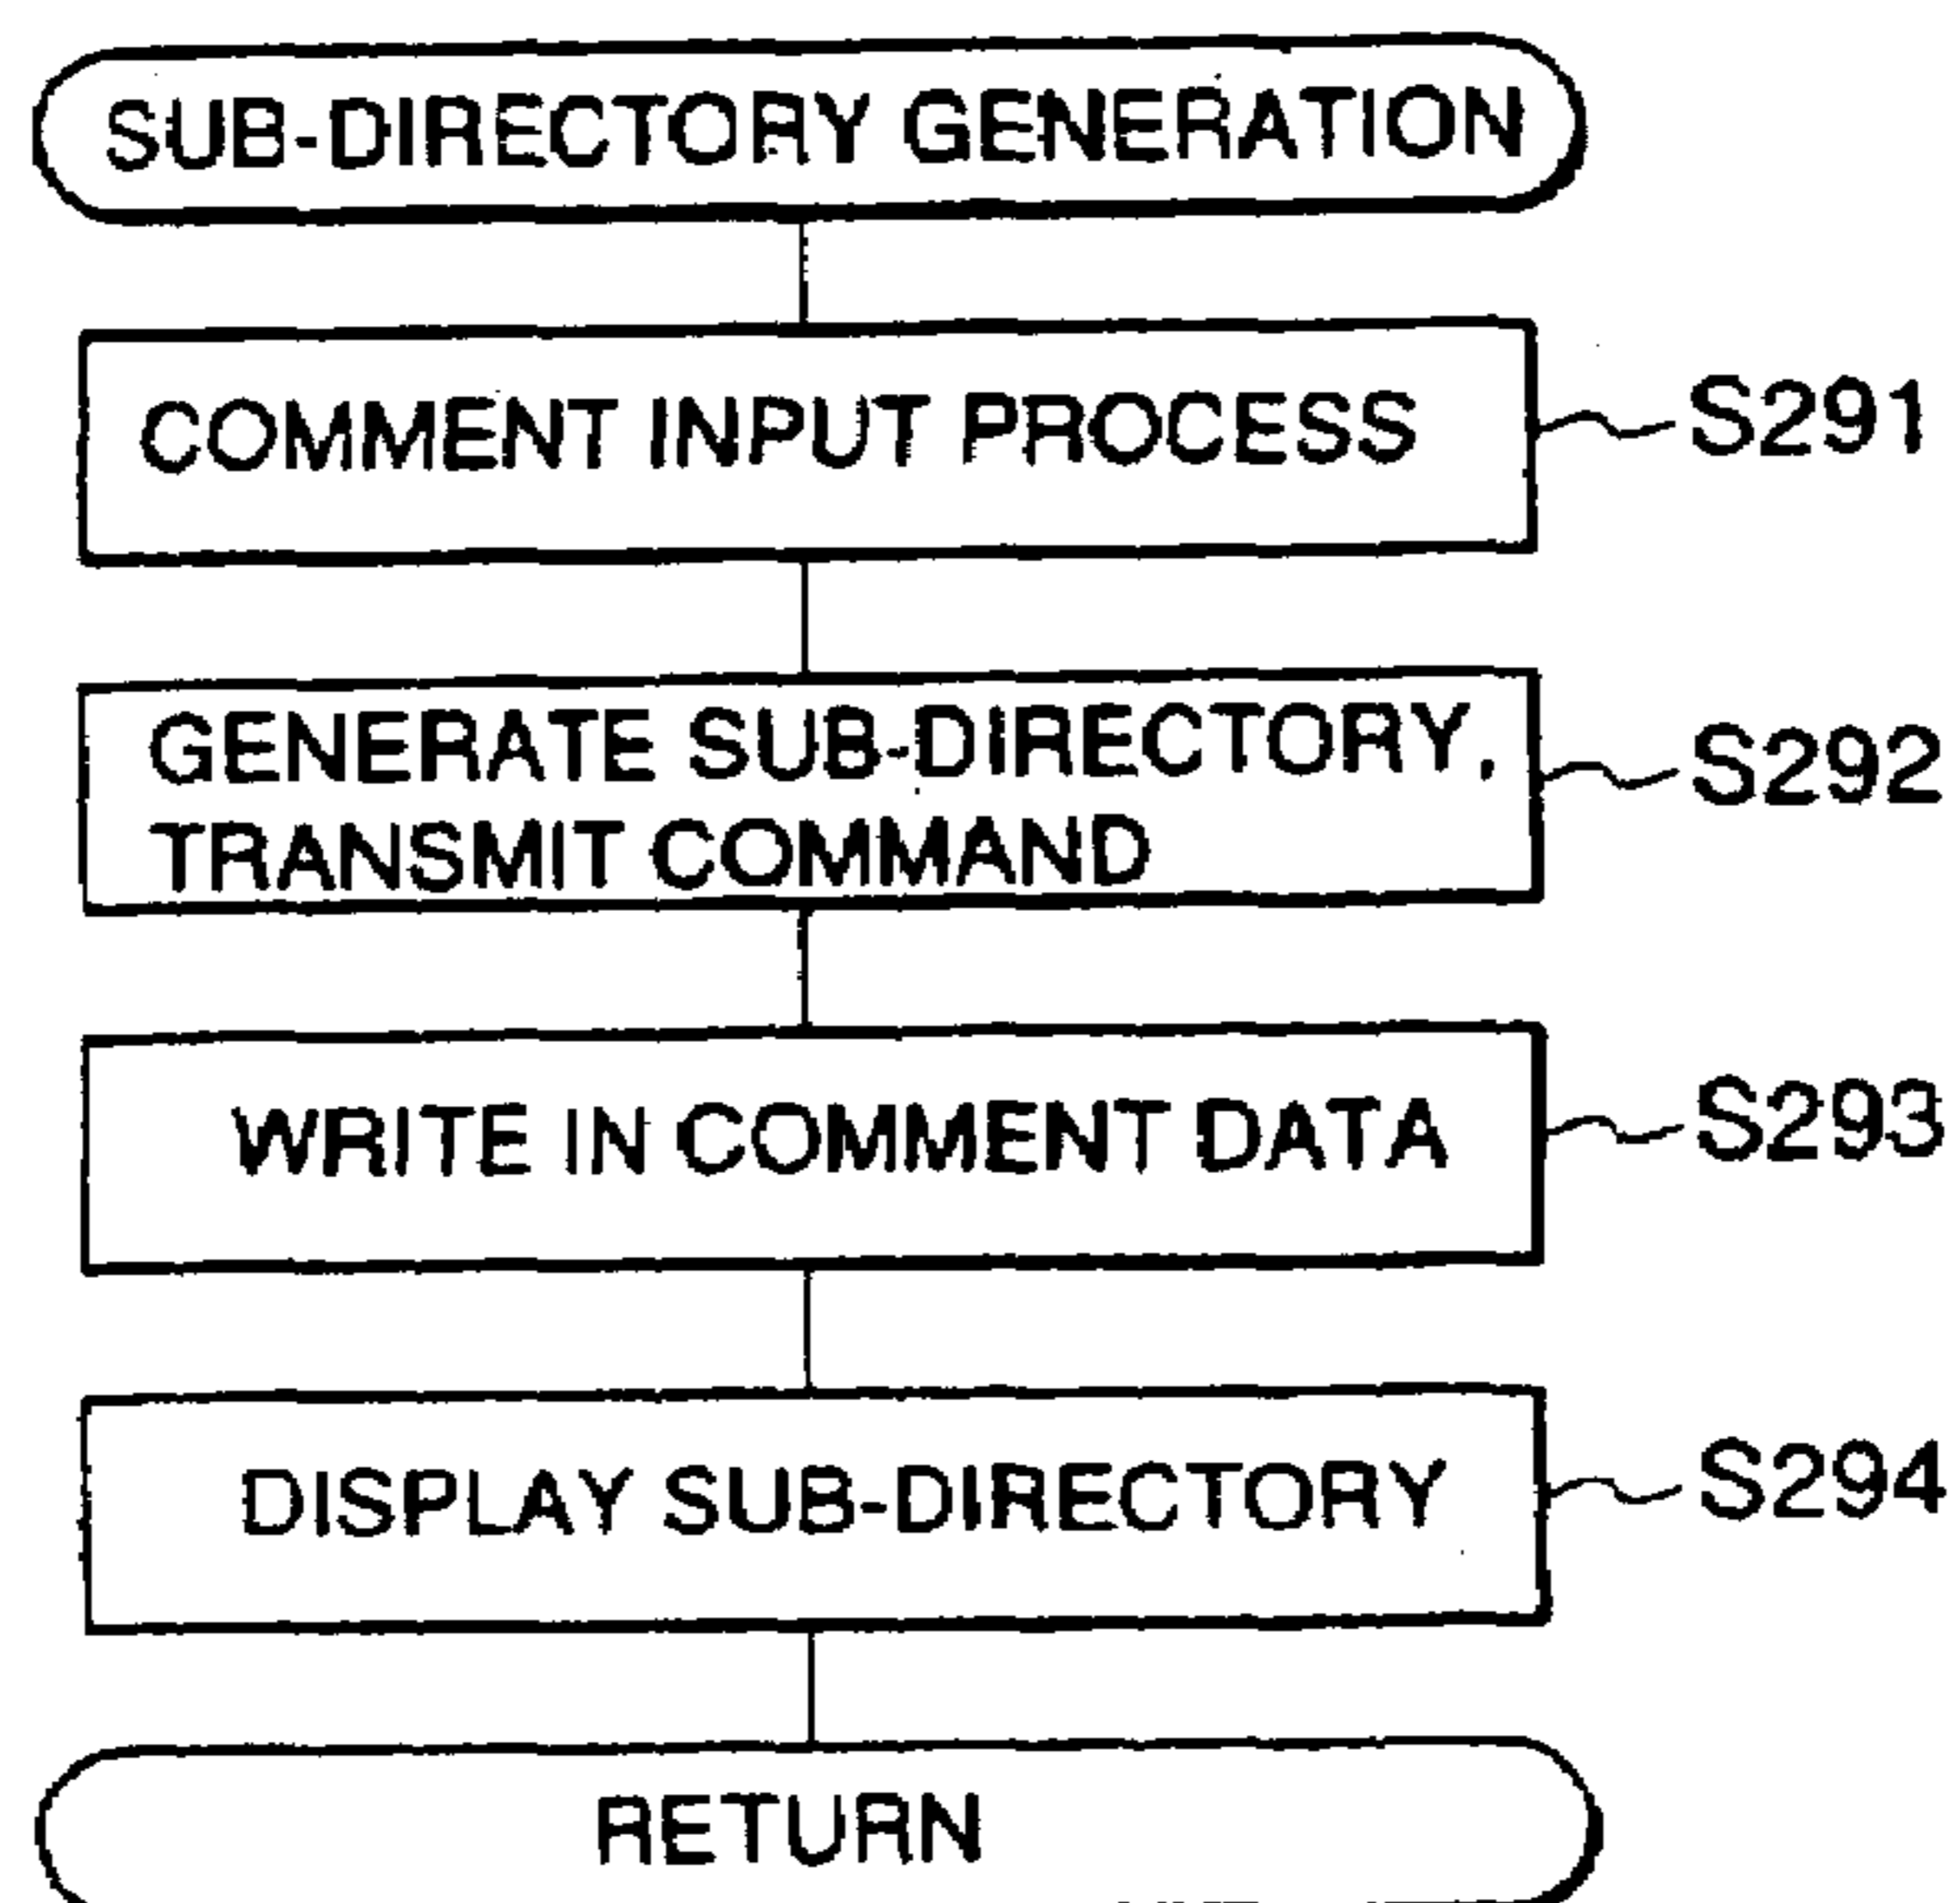 SUB-DIRECTORY GENERATION
COMMENT INPUT PROCESS
S291
GENERATE SUB-DIRECTORY,
TRANSMIT COMMAND
S292
WRITE IN COMMENT DATA
S293
DISPLAY SUB-DIRECTORY
S294
RETURN